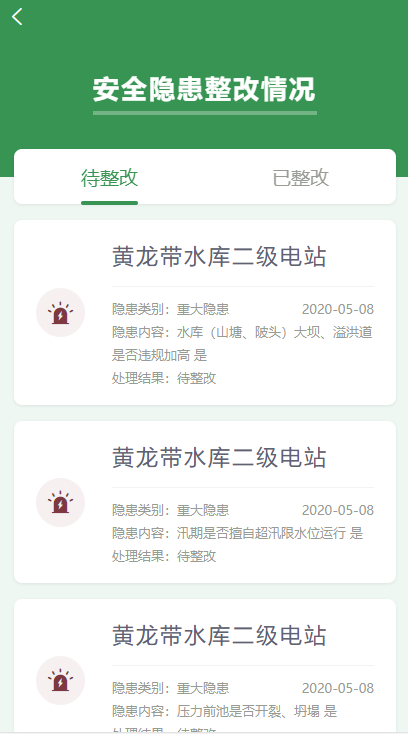 安全隐患整改情况
待整改 已整改
黄龙带水库二级电站
隐患类别：重大隐患 2020-05-08
隐患内容：水库（山塘、陂头）大坝、溢洪道
是否违规加高 是
处理结果：待整改
黄龙带水库二级电站
隐患类别：重大隐患 2020-05-08
隐患内容：汛期是否擅自超汛限水位运行 是
处理结果：待整改
黄龙带水库二级电站
隐患类别：重大隐患 2020-05-08
隐患内容：压力前池是否开裂、坍塌 是
处理结果：待整改